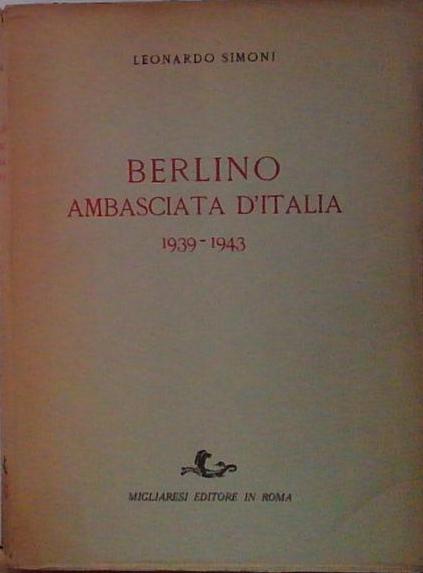 LEONARDO SIMONI
BERLINO
AMBASCIATA D'ITALIA
1939-1943
MIGLIARESI EDITORE IN ROMA